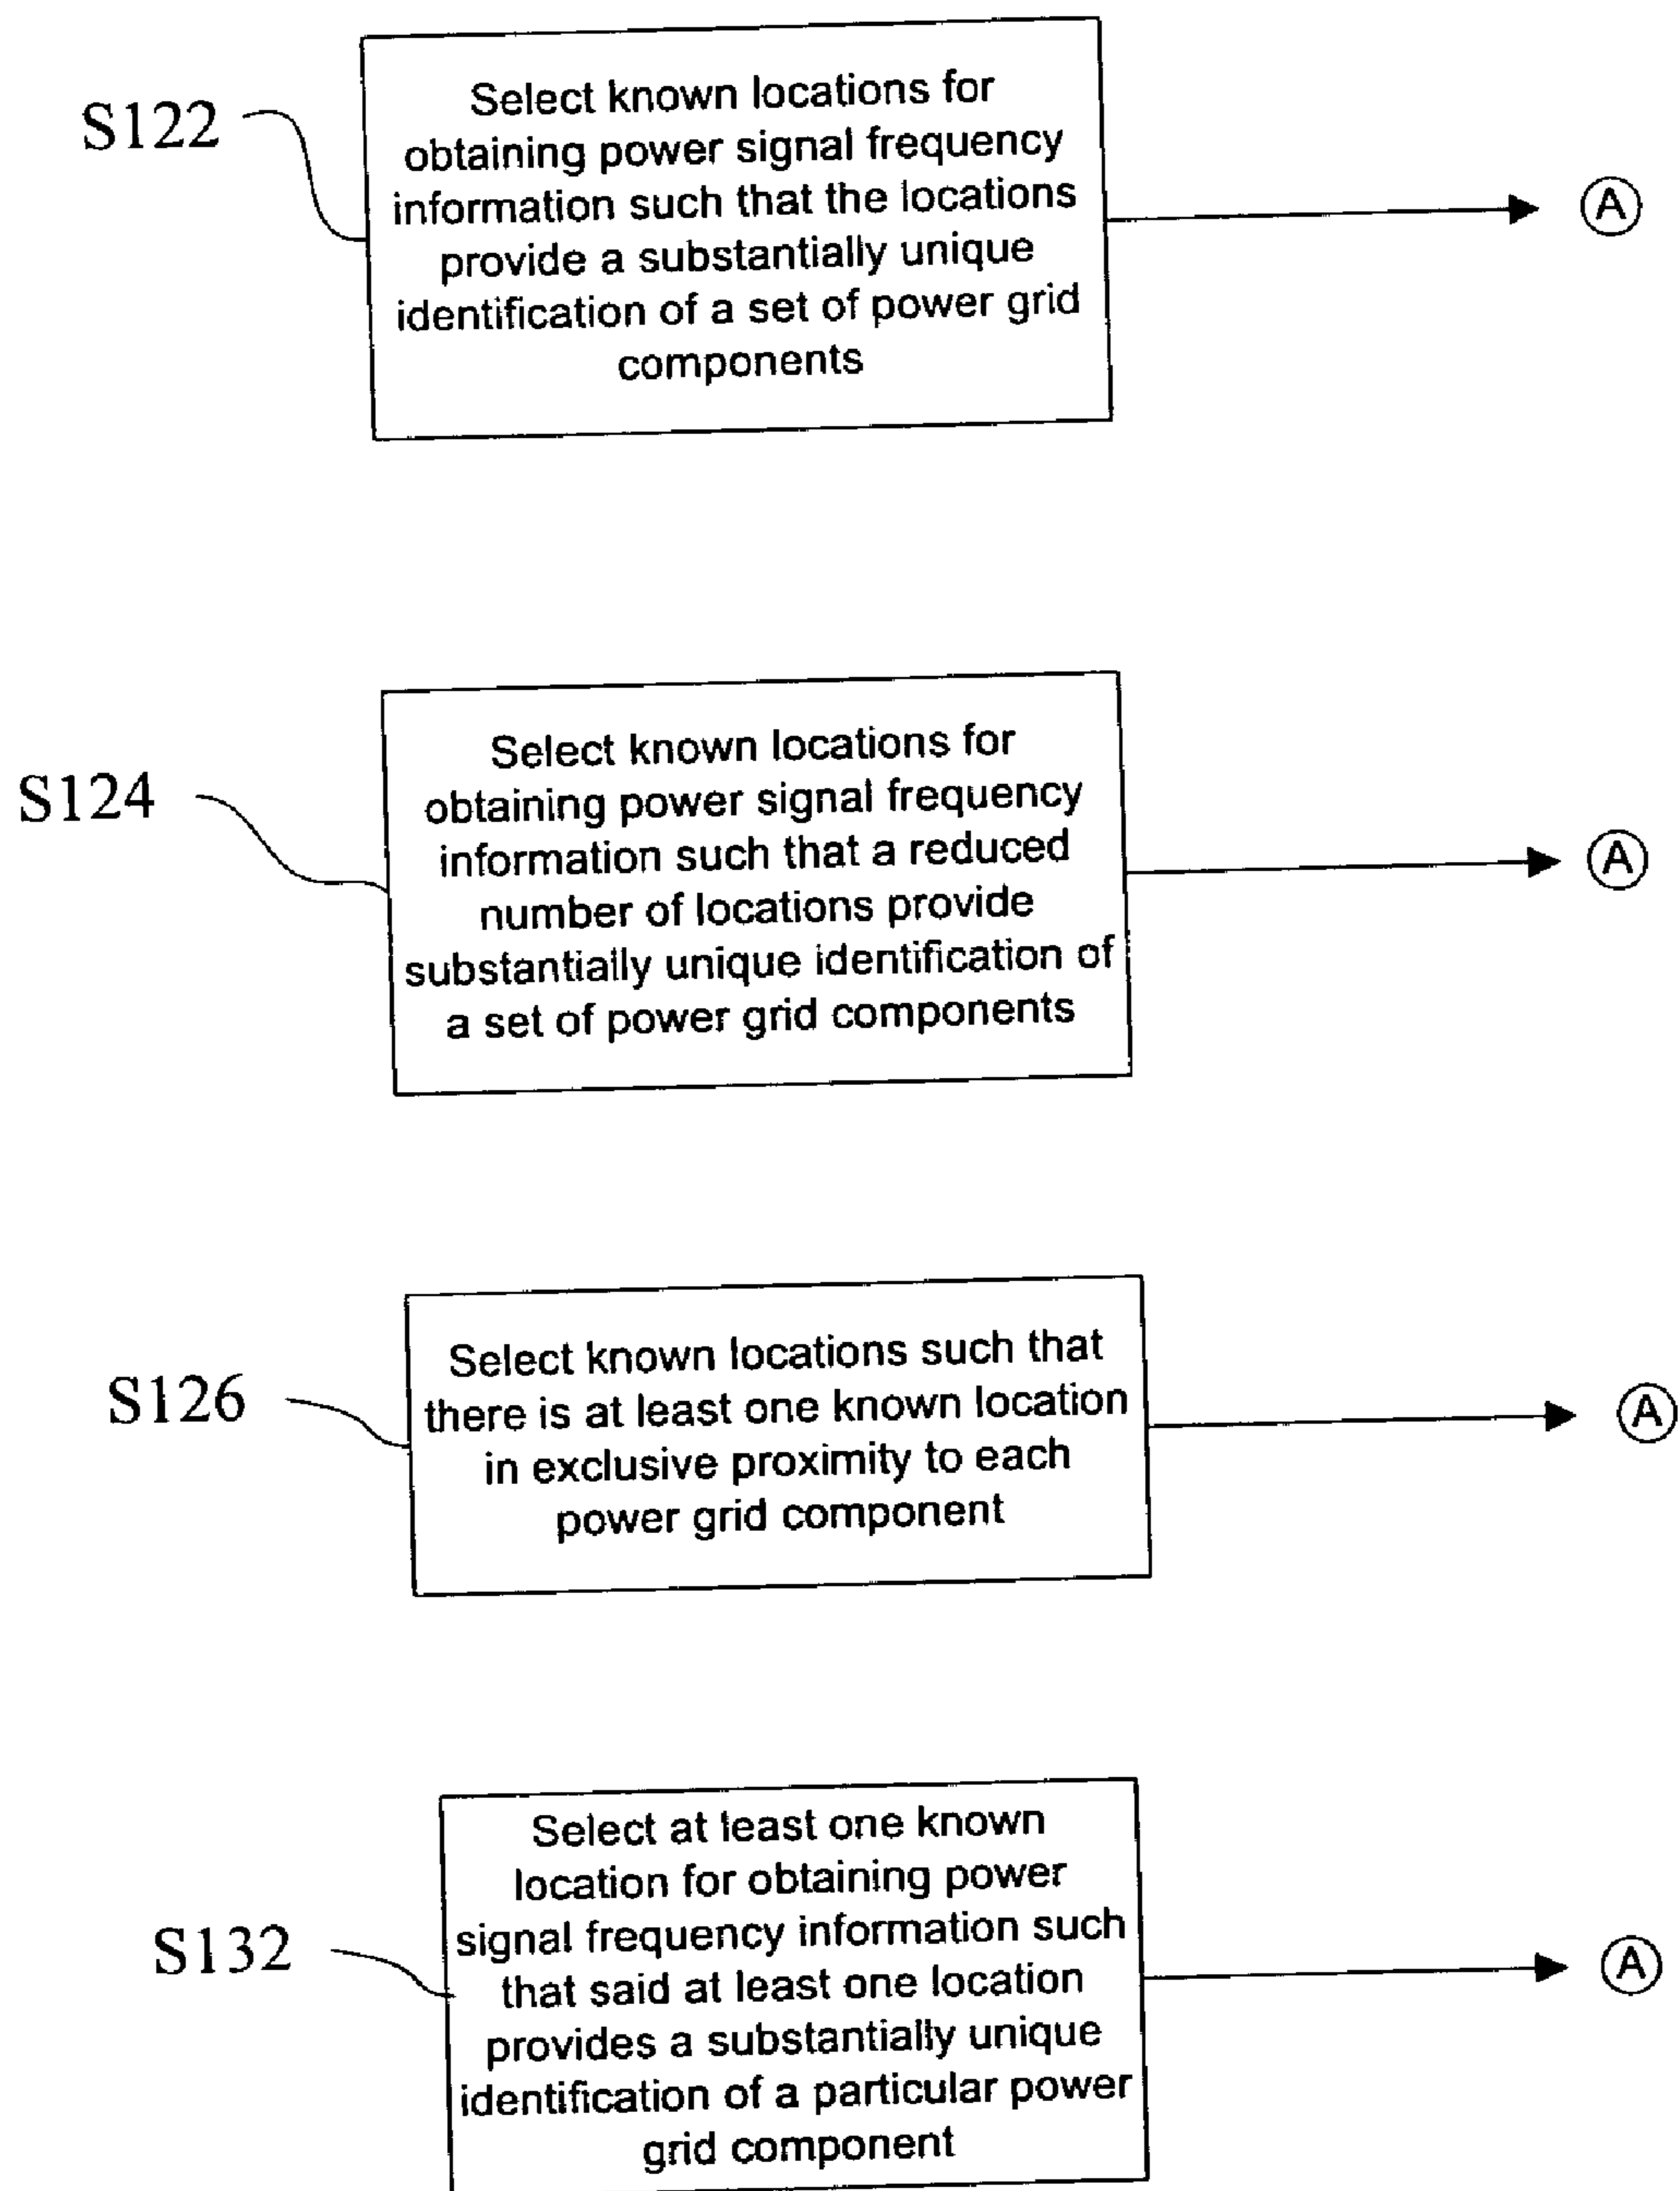 S122
Select known locations for
obtaining power signal frequency
information such that the locations
provide a substantially unique
identification of a set of power grid
components
A
S124
Select known locations for
obtaining power signal frequency
information such that a reduced
number of locations provide
substantially unique identification of
a set of power grid components
A
S126
Select known locations such that
there is at least one known location
in exclusive proximity to each
power grid component
A
S132
Select at least one known
location for obtaining power
signal frequency information such
that said at least one location
provides a substantially unique
identification of a particular power
grid component
A